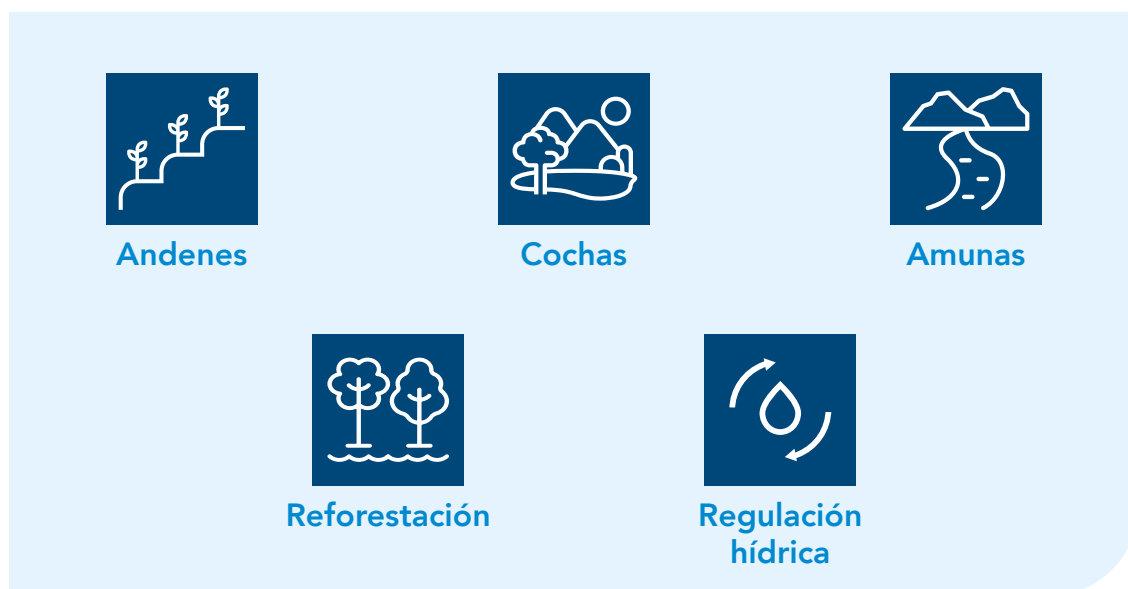 Andenes
Cochas
Amunas
Reforestación
Regulación
hídrica